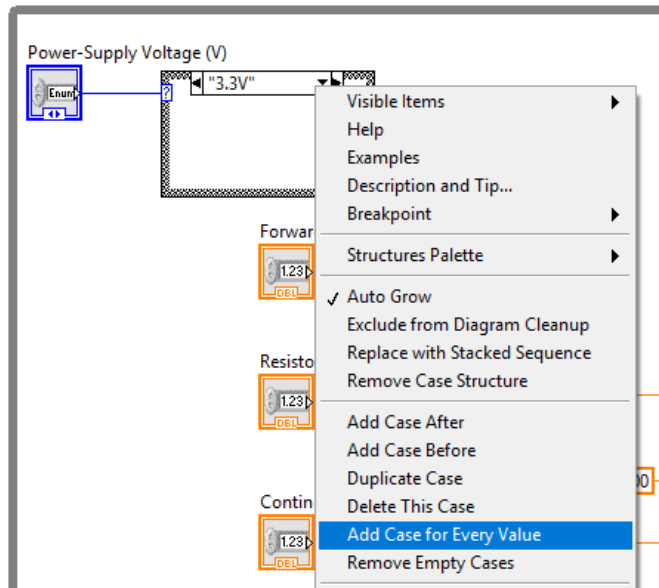 Power-Supply Voltage (V)
Enum
?
"3.3V"
Visible Items
Help
Examples
Description and Tip...
Breakpoint
Forwar
Structures Palette
1.23
DBL
Auto Grow
Exclude from Diagram Cleanup
Replace with Stacked Sequence
Resisto
Remove Case Structure
1.23
DBL
Add Case After
Add Case Before
Duplicate Case
Contin
Delete This Case
1.23
DBL
Add Case for Every Value
Remove Empty Cases